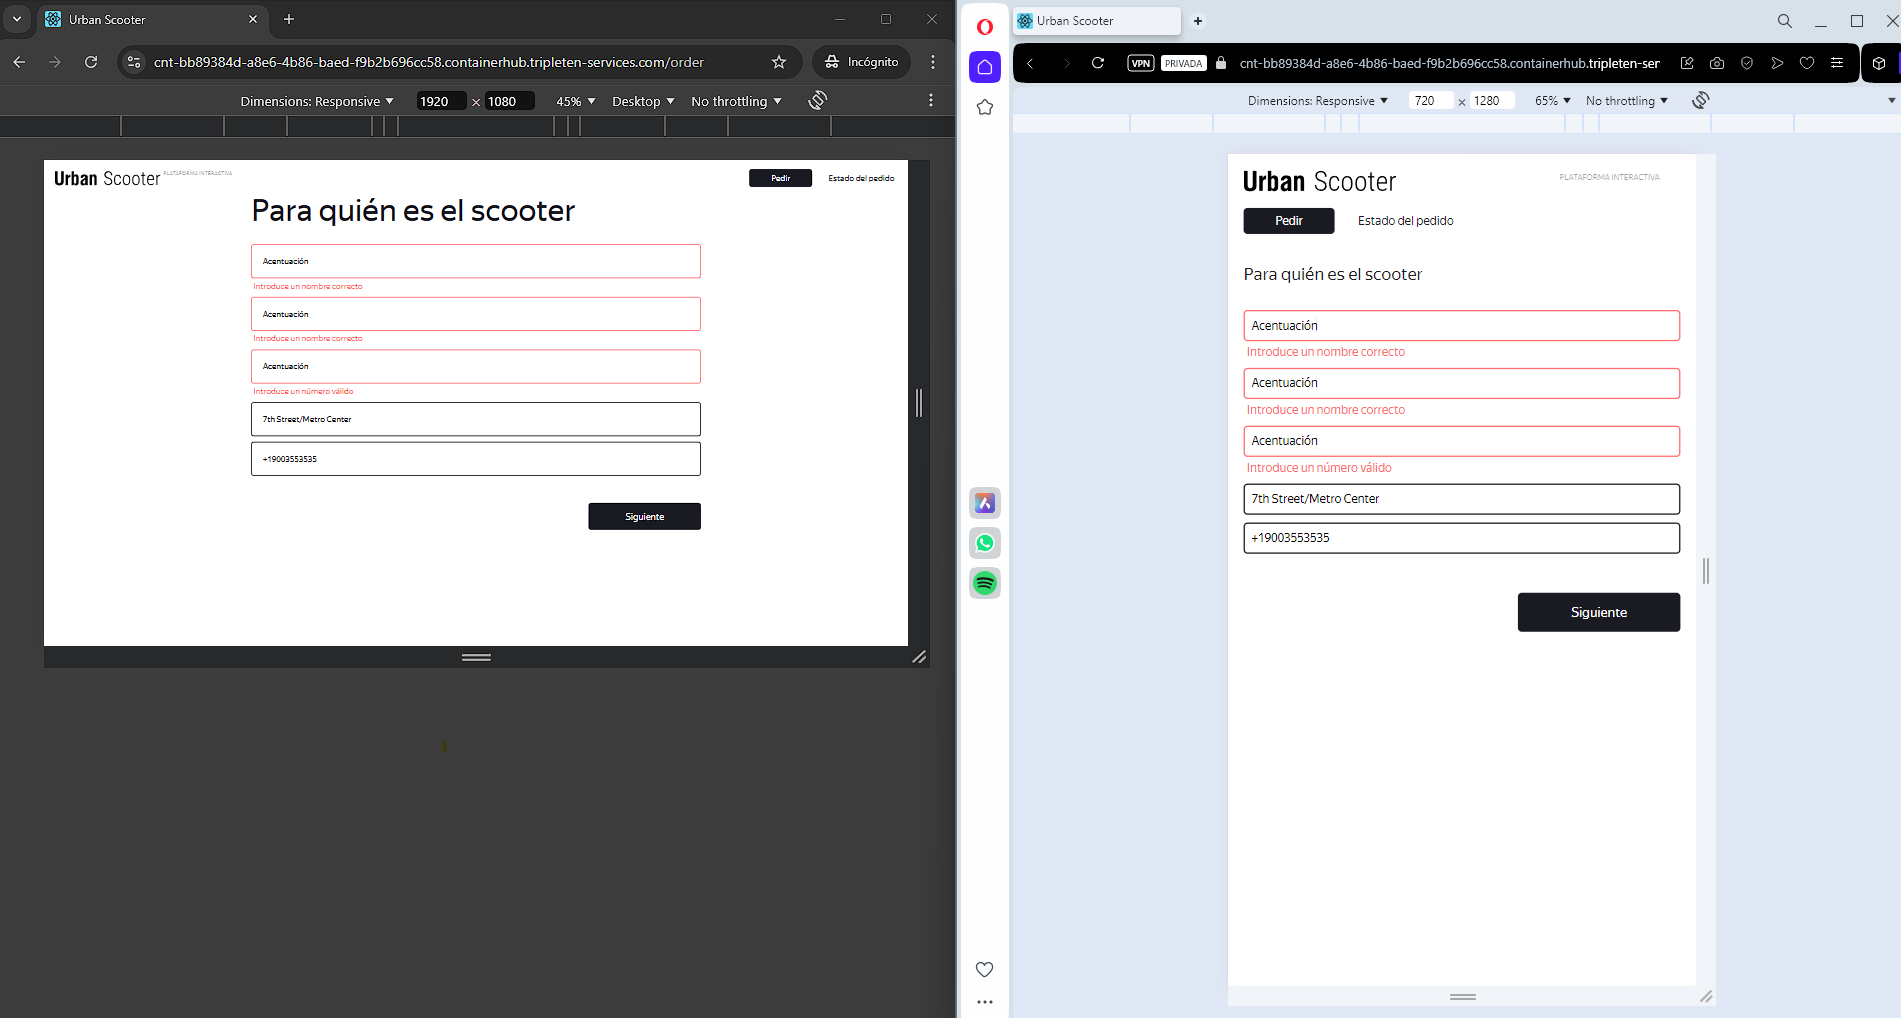 Urban Scooter
cnt-bb89384d-a8e6-4b86-baed-f9b2b696cc58.containerhub.tripleten-services.com/order
Incógnito
Dimensions: Responsive
1920 × 1080
45%
Desktop
No throttling
Urban Scooter
PLATAFORMA INTERACTIVA
Pedir
Estado del pedido
Para quién es el scooter
Acentuación
Introduce un nombre correcto
Acentuación
Introduce un nombre correcto
Acentuación
Introduce un número válido
7th Street/Metro Center
+19003553535
Siguiente
Urban Scooter
VPN
PRIVADA
cnt-bb89384d-a8e6-4b86-baed-f9b2b696cc58.containerhub.tripleten-ser
Dimensions: Responsive
720 × 1280
65%
No throttling
Urban Scooter
PLATAFORMA INTERACTIVA
Pedir
Estado del pedido
Para quién es el scooter
Acentuación
Introduce un nombre correcto
Acentuación
Introduce un nombre correcto
Acentuación
Introduce un número válido
7th Street/Metro Center
+19003553535
Siguiente